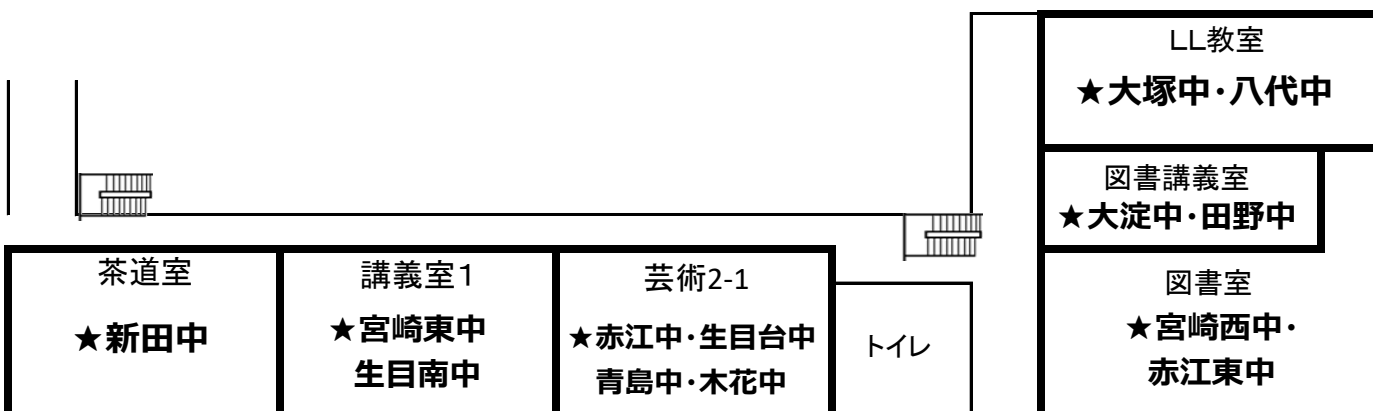 LL教室
★大塚中・八代中
図書講義室
★大淀中・田野中
茶道室
★新田中
講義室1
★宮崎東中
生目南中
芸術2-1
★赤江中・生目台中
青島中・木花中
トイレ
図書室
★宮崎西中・
赤江東中